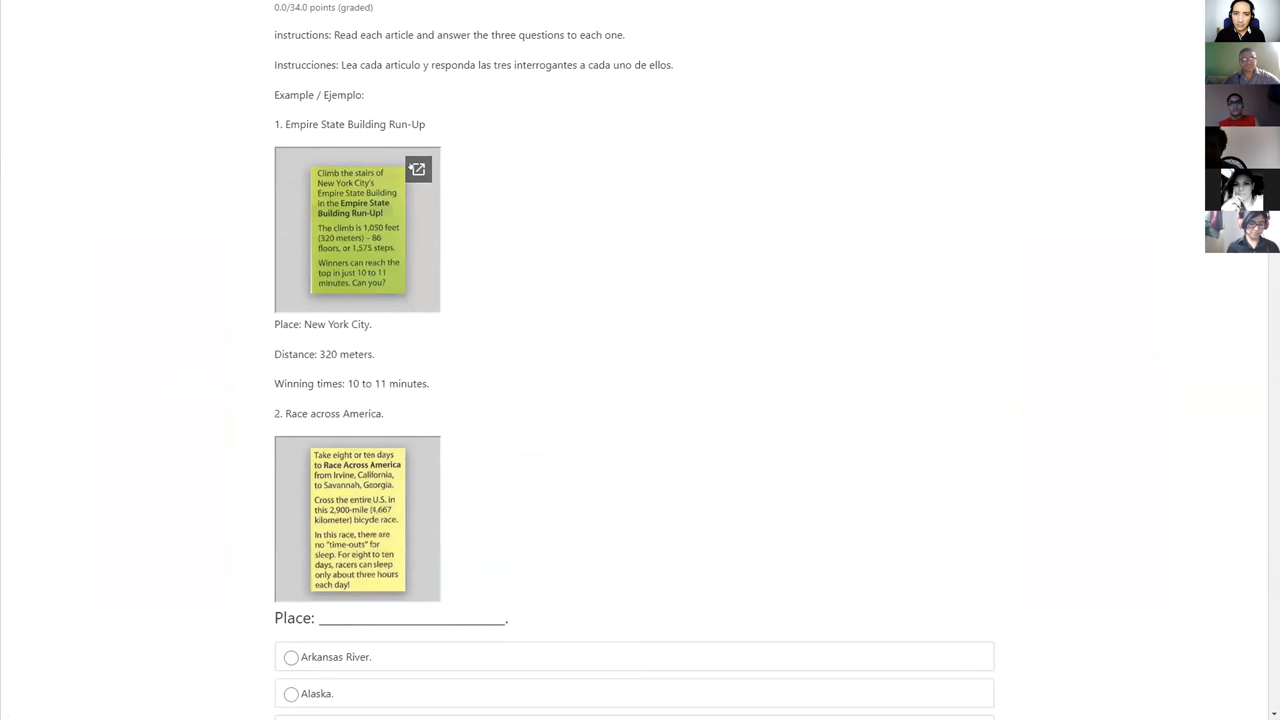 0.0/34.0 points (graded)
instructions: Read each article and answer the three questions to each one.
Instrucciones: Lea cada articulo y responda las tres interrogantes a cada uno de ellos.
Example / Ejemplo:
1. Empire State Building Run-Up
Climb the stairs of
New York City's
Empire State Building
in the Empire State
Building Run-Up!
The climb is 1,050 feet
(320 meters) – 86
floors, or 1,575 steps.
Winners can reach the
top in just 10 to 11
minutes. Can you?
Place: New York City.
Distance: 320 meters.
Winning times: 10 to 11 minutes.
2. Race across America.
Take eight or ten days
to Race Across America
from Irvine, California,
to Savannah, Georgia.
Cross the entire U.S. in
this 2,900-mile (4,667
kilometer) bicycle race.
In this race, there are
no "time-outs" for
sleep. For eight to ten
days, racers can sleep
only about three hours
each day!
Place: ______________________.
Arkansas River.
Alaska.